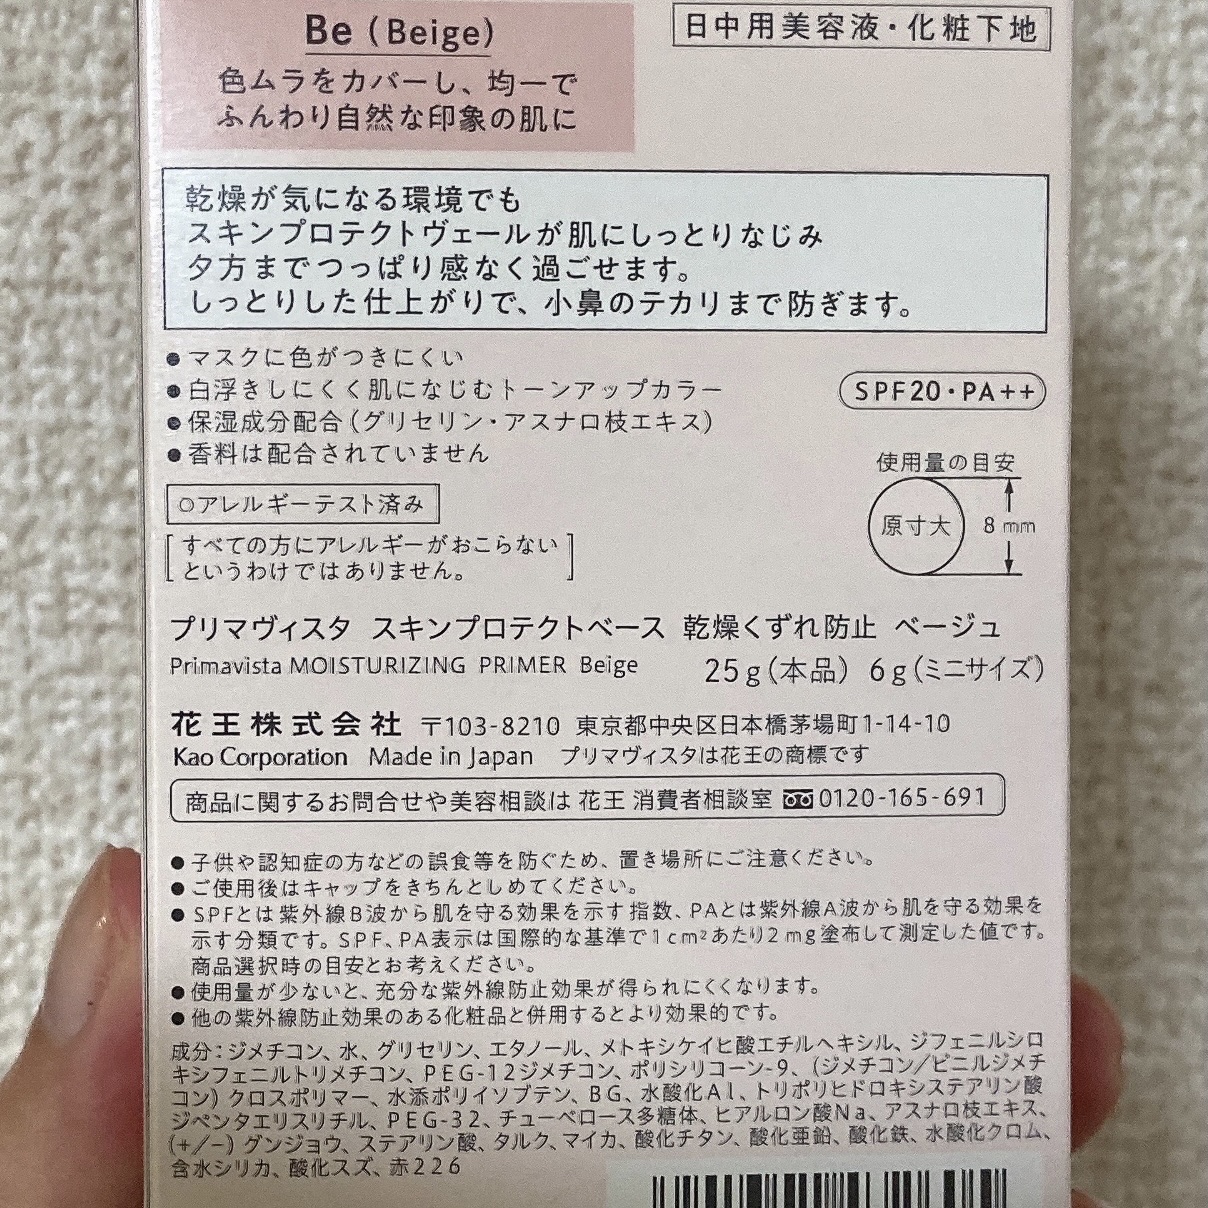 Be (Beige)
色ムラをカバーし、均一で
ふんわり自然な印象の肌に
日中用美容液・化粧下地
乾燥が気になる環境でも
スキンプロテクトヴェールが肌にしっとりなじみ
夕方までつっぱり感なく過ごせます。
しっとりした仕上がりで、小鼻のテカリまで防ぎます。
●マスクに色がつきにくい
●白浮きしにくく肌になじむトーンアップカラー
●保湿成分配合(グリセリン・アスナロ枝エキス)
●香料は配合されていません
SPF20・PA++
使用量の目安
原寸大
8mm
○アレルギーテスト済み
[すべての方にアレルギーがおこらない
というわけではありません。]
プリマヴィスタ スキンプロテクトベース 乾燥くずれ防止 ベージュ
Primavista MOISTURIZING PRIMER Beige 25g(本品) 6g(ミニサイズ)
花王株式会社 〒103-8210 東京都中央区日本橋茅場町1-14-10
Kao Corporation Made in Japan プリマヴィスタは花王の商標です
商品に関するお問合せや美容相談は 花王 消費者相談室 0120-165-691
●子供や認知症の方などの誤食等を防ぐため、置き場所にご注意ください。
●ご使用後はキャップをきちんとしめてください。
●SPFとは紫外線B波から肌を守る効果を示す指数、PAとは紫外線A波から肌を守る効果を
示す分類です。SPF、PA表示は国際的な基準で1cm²あたり2mg塗布して測定した値です。
商品選択時の目安とお考えください。
●使用量が少ないと、充分な紫外線防止効果が得られにくくなります。
●他の紫外線防止効果のある化粧品と併用するとより効果的です。
成分:ジメチコン、水、グリセリン、エタノール、メトキシケイヒ酸エチルヘキシル、ジフェニルシロ
キシフェニルトリメチコン、PEG-12ジメチコン、ポリシリコーン-9、(ジメチコン/ビニルジメチ
コン)クロスポリマー、水添ポリイソブテン、BG、水酸化Al、トリポリヒドロキシステアリン酸
ジペンタエリスリチル、PEG-32、チューベロース多糖体、ヒアルロン酸Na、アスナロ枝エキス、
(+/-)グンジョウ、ステアリン酸、タルク、マイカ、酸化チタン、酸化亜鉛、酸化鉄、水酸化クロム、
含水シリカ、酸化スズ、赤226